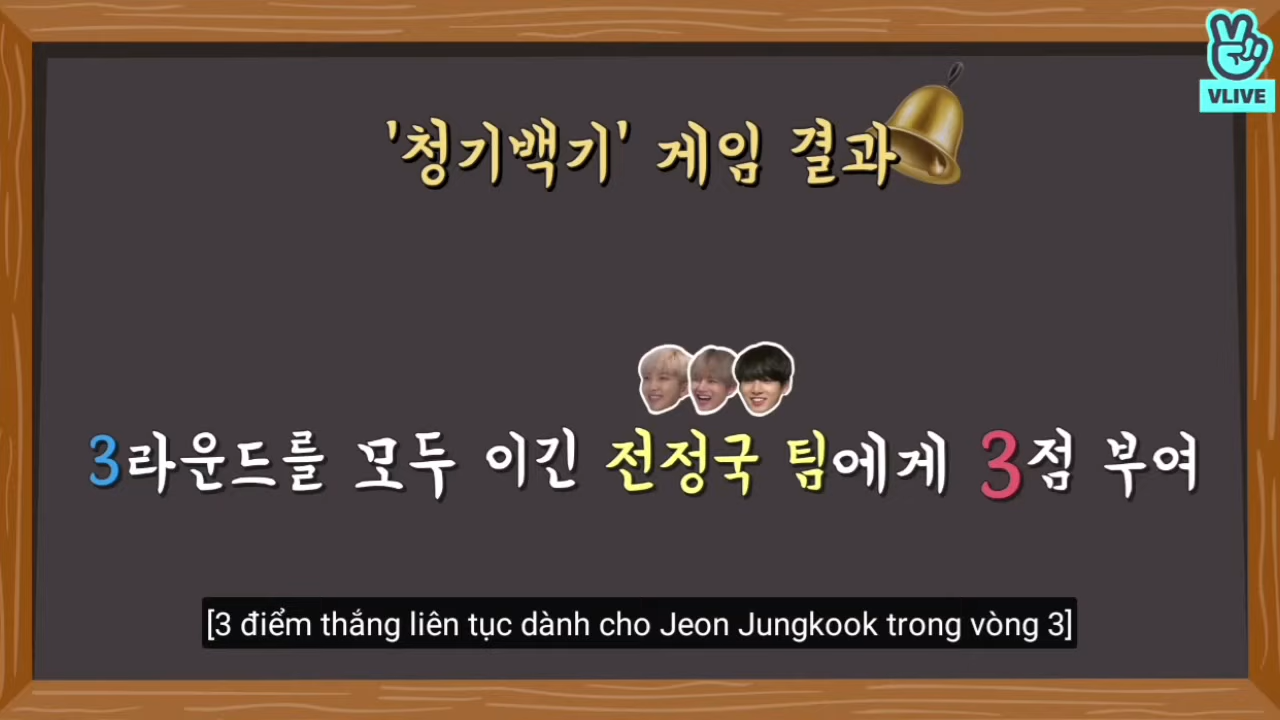 VLIVE
'청기백기' 게임 결과
3라운드를 모두 이긴 전정국 팀에게 3점 부여
[3 điểm thắng liên tục dành cho Jeon Jungkook trong vòng 3]